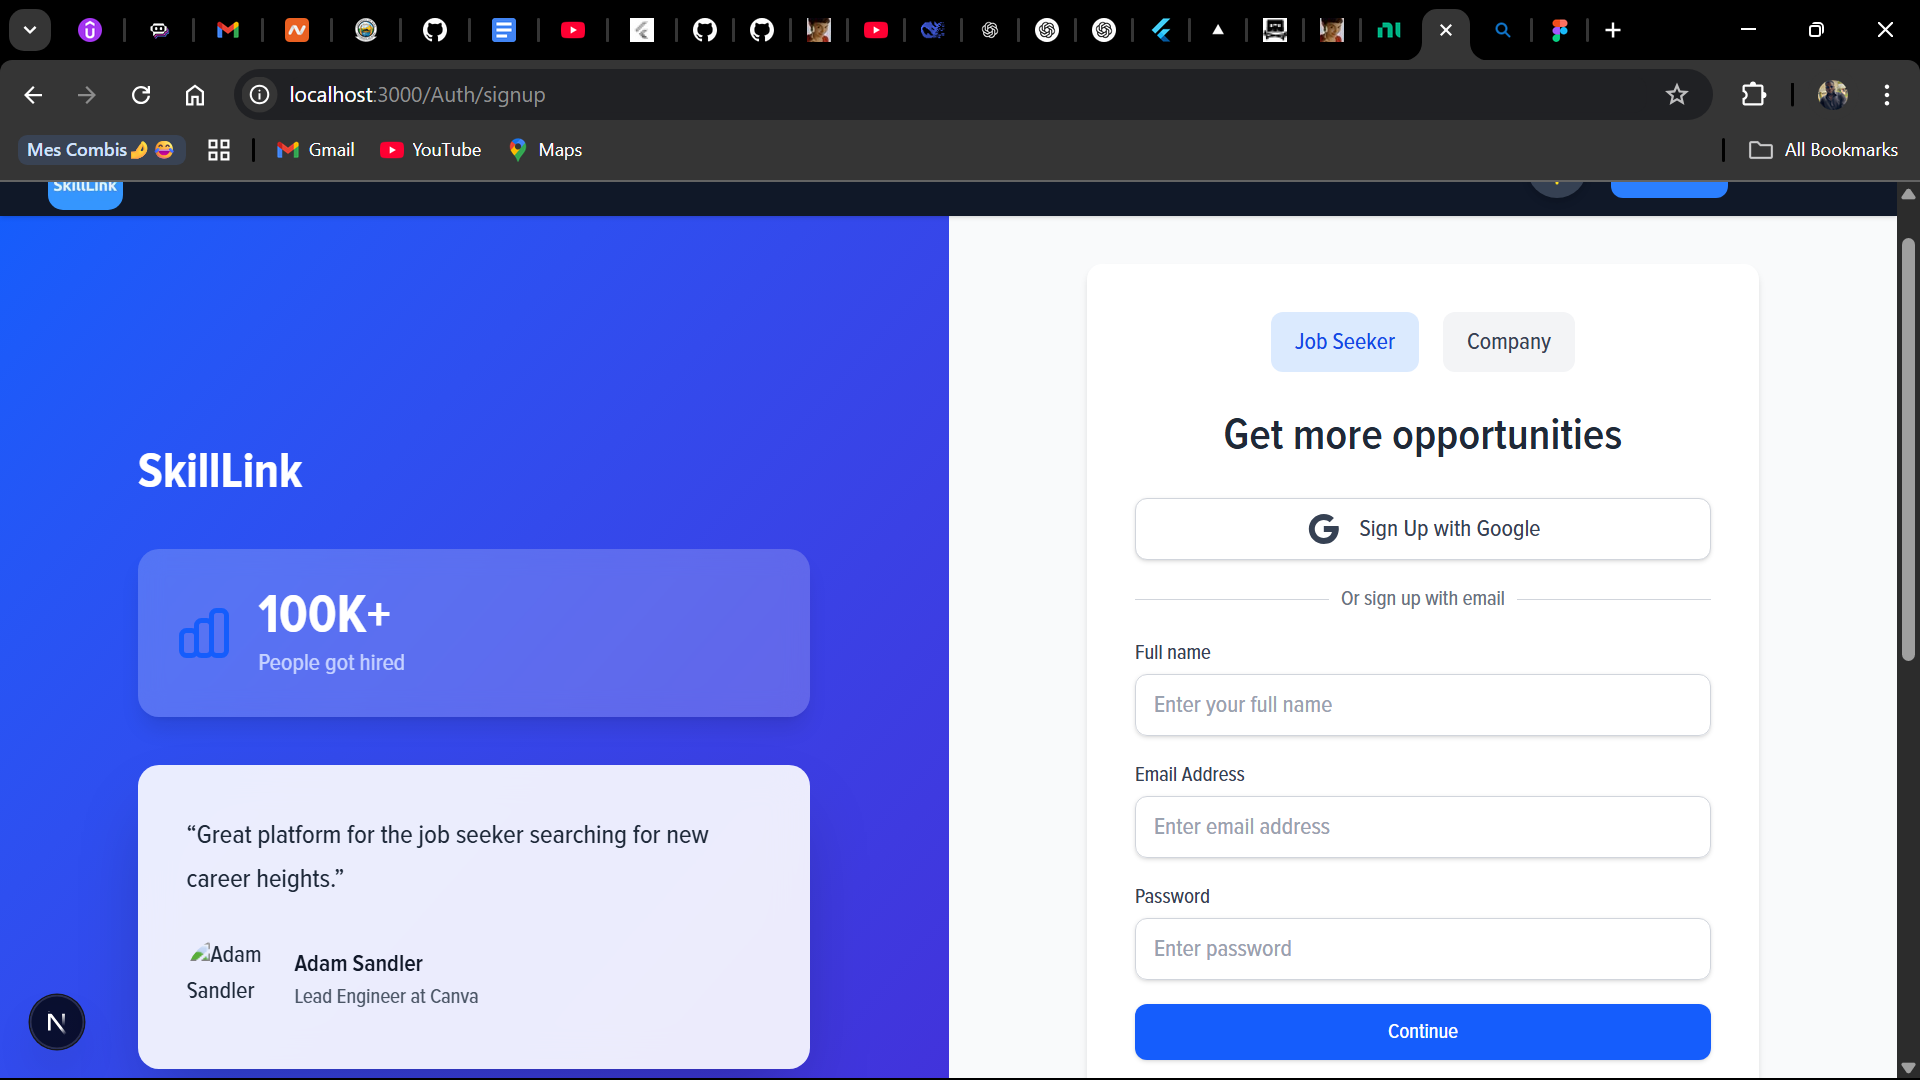 localhost:3000/Auth/signup
Mes Combis🤌😂
Gmail
YouTube
Maps
All Bookmarks
SkillLink
Job Seeker
Company
Get more opportunities
Sign Up with Google
Or sign up with email
Full name
Enter your full name
Email Address
Enter email address
Password
Enter password
Continue
SkillLink
100K+
People got hired
“Great platform for the job seeker searching for new
career heights.”
Adam
Sandler
Adam Sandler
Lead Engineer at Canva